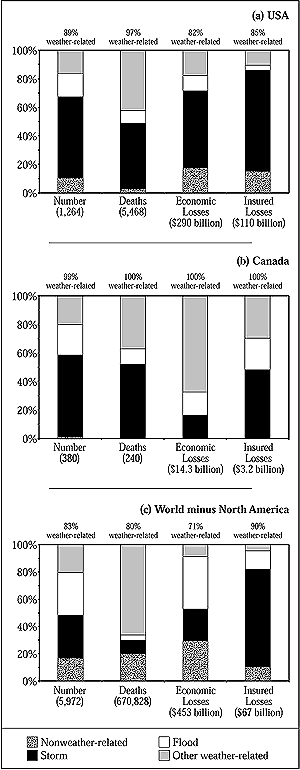 (a) USA
89% 97% 82% 85%
weather-related weather-related weather-related weather-related
100%
80%
60%
40%
20%
0%
Number Deaths Economic Insured
(1,264) (5,468) Losses Losses
($290 billion) ($110 billion)
(b) Canada
99% 100% 100% 100%
weather-related weather-related weather-related weather-related
100%
80%
60%
40%
20%
0%
Number Deaths Economic Insured
(380) (240) Losses Losses
($14.3 billion) ($3.2 billion)
(c) World minus North America
83% 80% 71% 90%
weather-related weather-related weather-related weather-related
100%
80%
60%
40%
20%
0%
Number Deaths Economic Insured
(5,972) (670,828) Losses Losses
($453 billion) ($67 billion)
Nonweather-related Flood
Storm Other weather-related